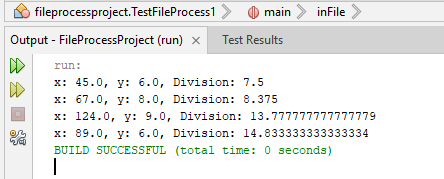 fileprocessproject.TestFileProcess1 main inFile
Output - FileProcessProject (run) × Test Results
run:
x: 45.0, y: 6.0, Division: 7.5
x: 67.0, y: 8.0, Division: 8.375
x: 124.0, y: 9.0, Division: 13.777777777777779
x: 89.0, y: 6.0, Division: 14.833333333333334
BUILD SUCCESSFUL (total time: 0 seconds)